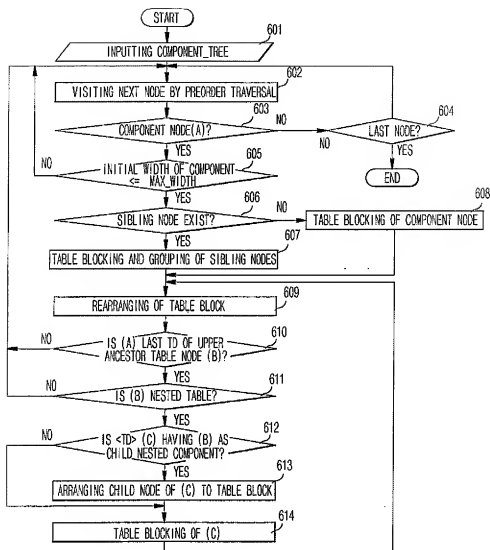 START
601
INPUTTING COMPONENT_TREE
602
VISITING NEXT NODE BY PREORDER TRAVERSAL
603
COMPONENT NODE(A)?
NO
NO
604
LAST NODE?
YES
YES
END
605
INITIAL WIDTH OF COMPONENT
<= MAX_WIDTH
NO
YES
606
SIBLING NODE EXIST?
NO
608
TABLE BLOCKING OF COMPONENT NODE
YES
607
TABLE BLOCKING AND GROUPING OF SIBLING NODES
609
REARRANGING OF TABLE BLOCK
610
IS (A) LAST TD OF UPPER
ANCESTOR TABLE NODE (B)?
NO
YES
611
IS (B) NESTED TABLE?
NO
YES
612
IS <TD> (C) HAVING (B) AS
CHILD NESTED COMPONENT?
NO
YES
613
ARRANGING CHILD NODE OF (C) TO TABLE BLOCK
614
TABLE BLOCKING OF (C)